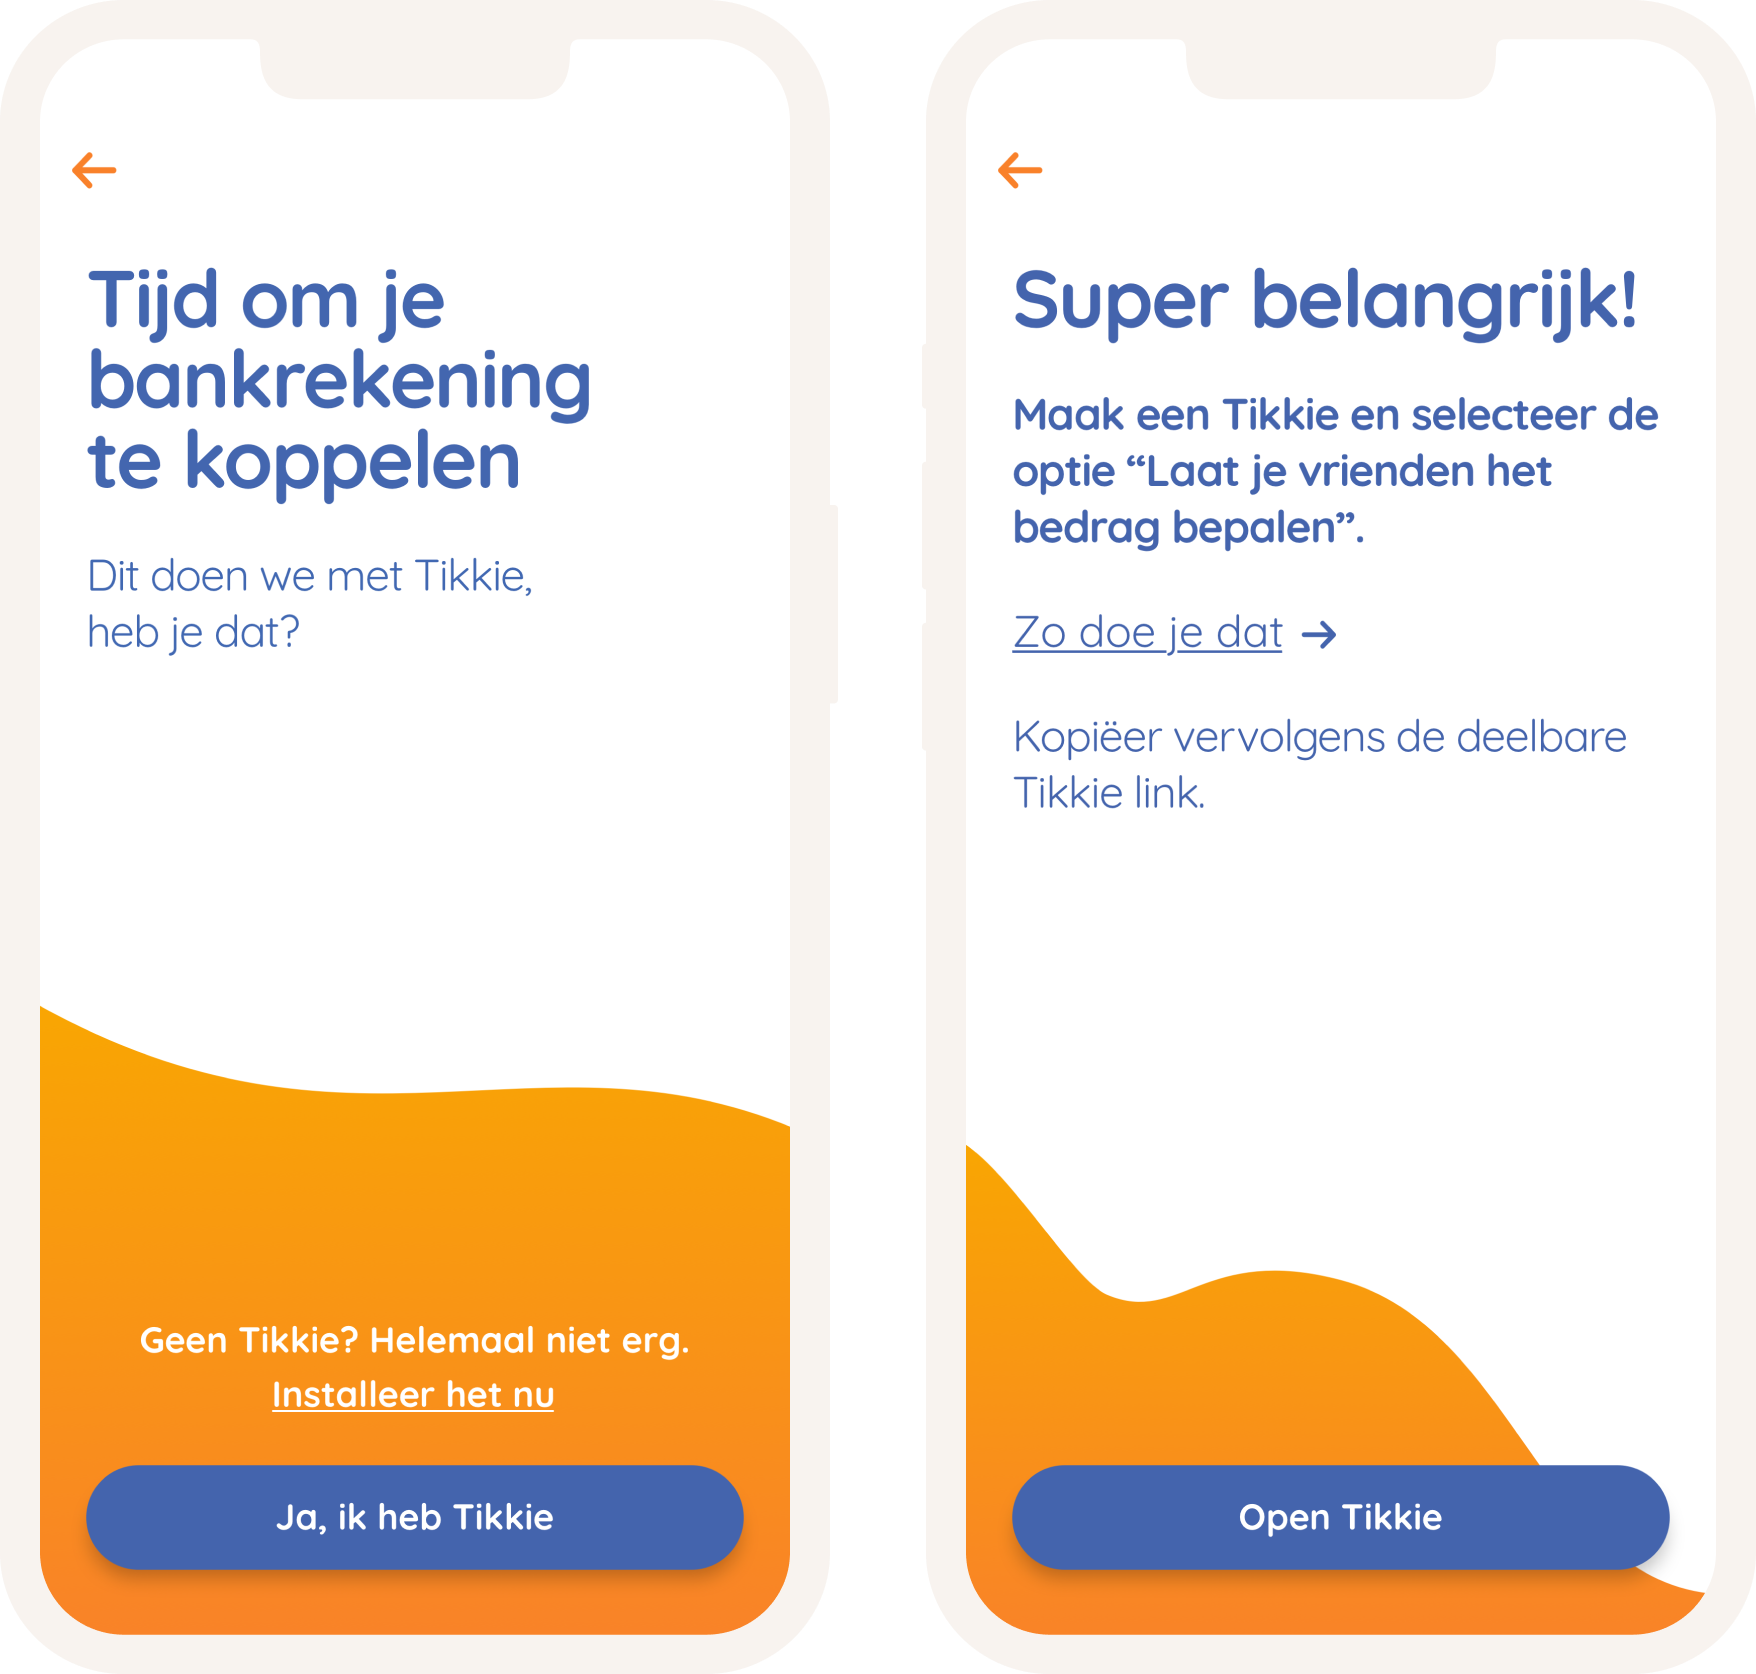 Tijd om je
bankrekening
te koppelen
Dit doen we met Tikkie,
heb je dat?
Geen Tikkie? Helemaal niet erg.
Installeer het nu
Ja, ik heb Tikkie
Super belangrijk!
Maak een Tikkie en selecteer de
optie “Laat je vrienden het
bedrag bepalen”.
Zo doe je dat
Kopiëer vervolgens de deelbare
Tikkie link.
Open Tikkie